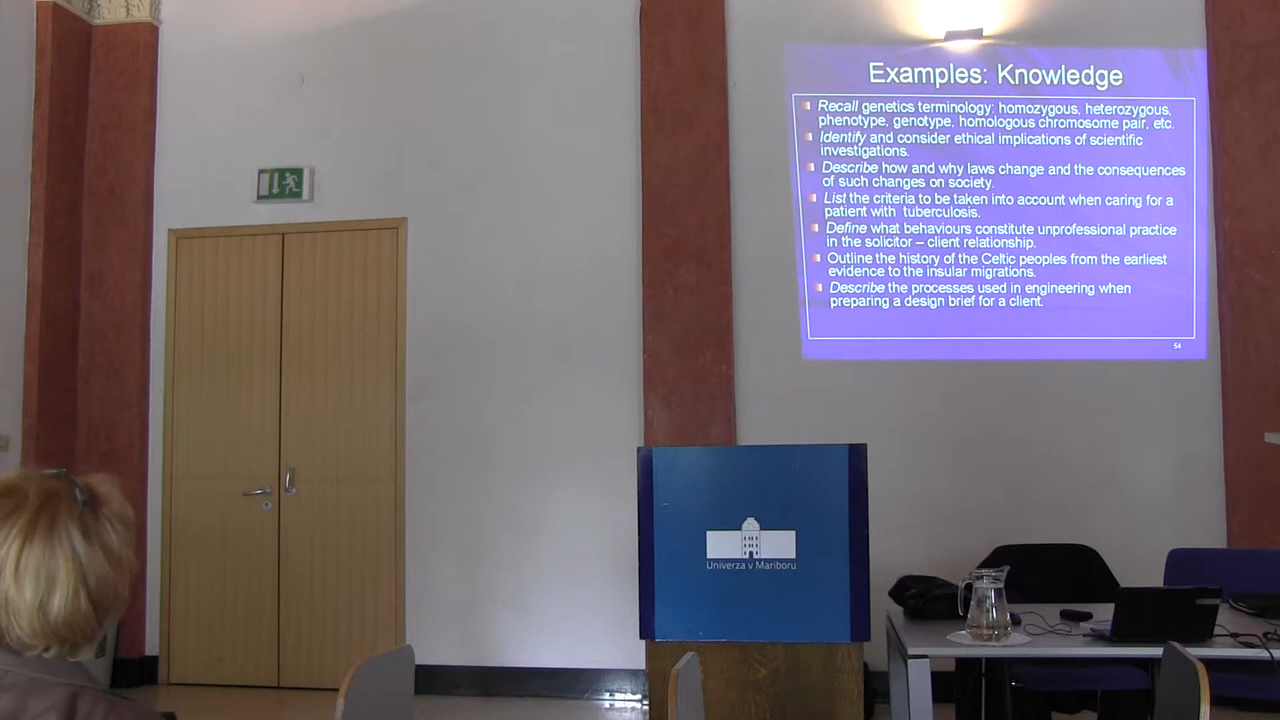 Examples: Knowledge
Recall genetics terminology: homozygous, heterozygous,
phenotype, genotype, homologous chromosome pair, etc.
Identify and consider ethical implications of scientific
investigations.
Describe how and why laws change and the consequences
of such changes on society.
List the criteria to be taken into account when caring for a
patient with tuberculosis.
Define what behaviours constitute unprofessional practice
in the solicitor – client relationship.
Outline the history of the Celtic peoples from the earliest
evidence to the insular migrations.
Describe the processes used in engineering when
preparing a design brief for a client.
54
Univerza v Mariboru